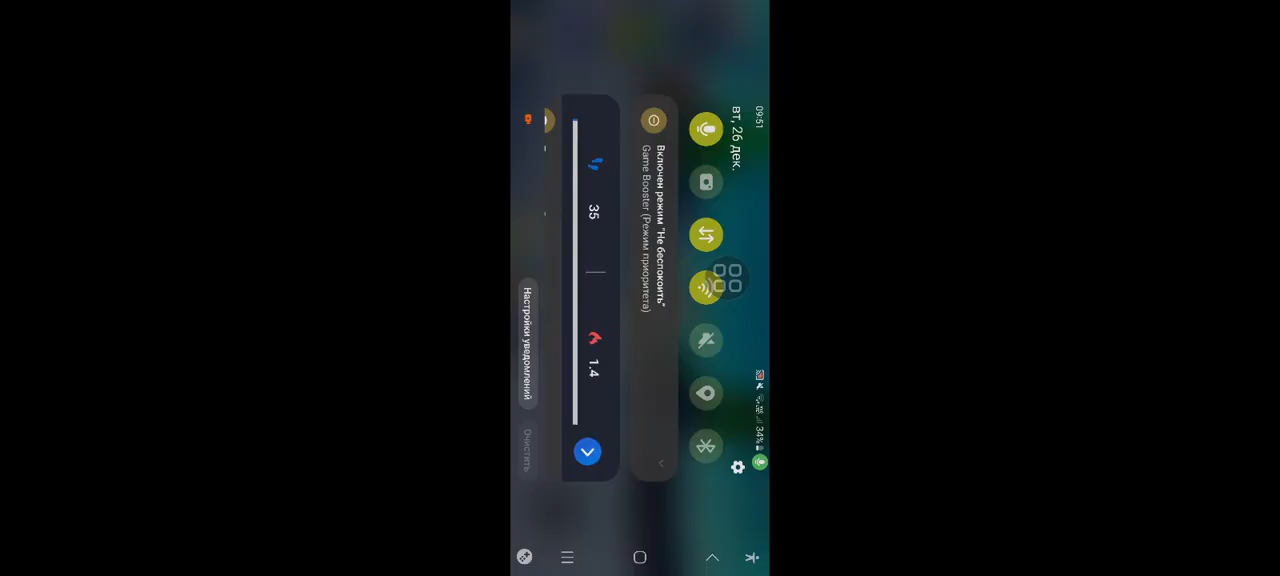 09:51
34%
вт, 26 дек.
Включен режим "Не беспокоить"
Game Booster (Режим приоритета)
35
1.4
Настройки уведомлений
Очистить